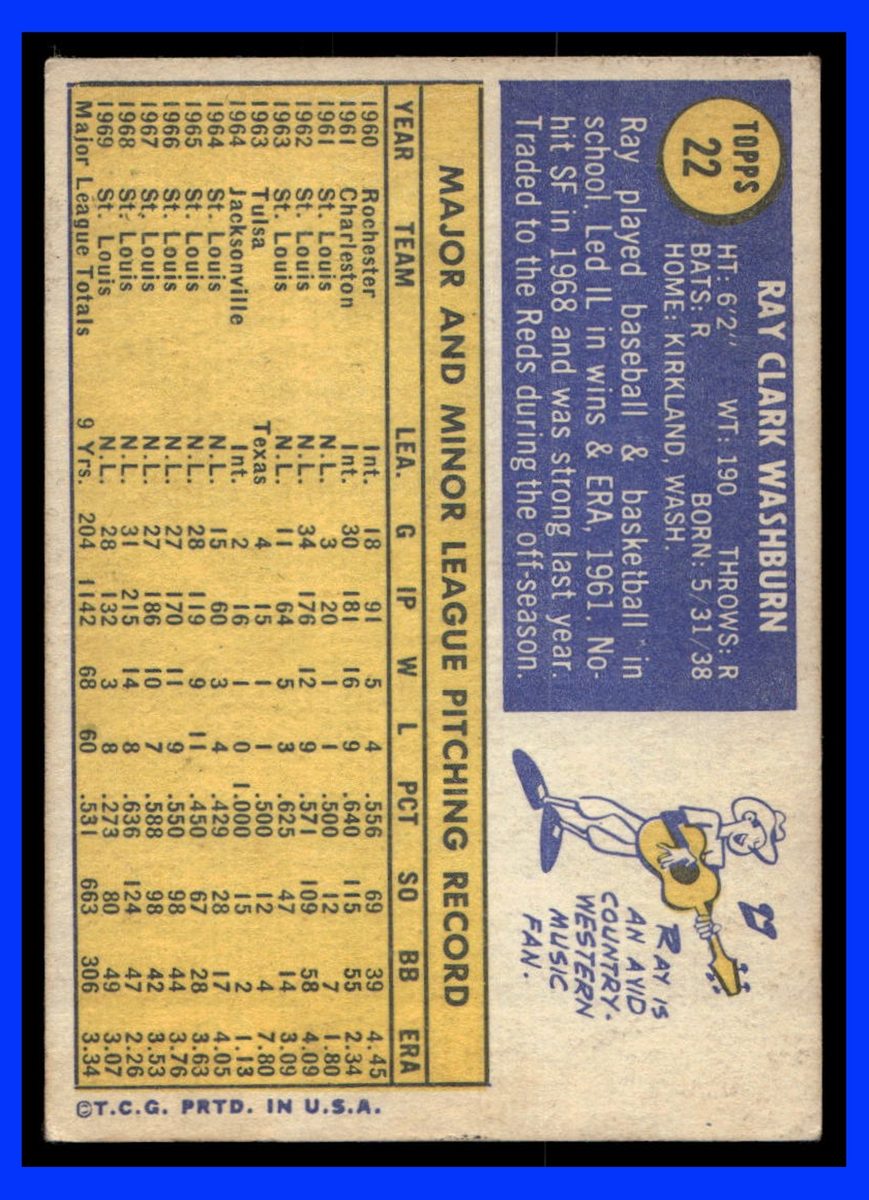 TOPPS
22
RAY CLARK WASHBURN
HT: 6'2" WT: 190 THROWS: R
BATS: R BORN: 5/31/38
HOME: KIRKLAND, WASH.
Ray played baseball & basketball in
school. Led IL in wins & ERA, 1961. No-
hit SF in 1968 and was strong last year.
Traded to the Reds during the off-season.
RAY IS
AN AVID
COUNTRY-
WESTERN
MUSIC
FAN.
MAJOR AND MINOR LEAGUE PITCHING RECORD
YEAR TEAM LEA. G IP W L PCT SO BB ERA
1960 Rochester Int. 18 91 5 4 .556 69 39 4.45
1961 Charleston Int. 30 181 16 9 .640 115 55 2.34
1961 St. Louis N.L. 3 20 1 1 .500 12 7 1.80
1962 St. Louis N.L. 34 176 12 9 .571 109 58 4.09
1963 St. Louis N.L. 11 64 5 3 .625 47 14 3.09
1963 Tulsa Texas 4 15 1 1 .500 12 4 7.80
1964 Jacksonville Int. 2 16 1 0 1.000 15 2 1.13
1964 St. Louis N.L. 15 60 3 4 .429 28 17 4.05
1965 St. Louis N.L. 28 119 9 11 .450 67 28 3.63
1966 St. Louis N.L. 27 170 11 9 .550 98 44 3.76
1967 St. Louis N.L. 27 186 10 7 .588 98 42 3.53
1968 St. Louis N.L. 31 215 14 8 .636 124 47 2.26
1969 St. Louis N.L. 28 132 3 8 .273 80 49 3.07
Major League Totals 9 Yrs. 204 1142 68 60 .531 663 306 3.34
©T.C.G. PRTD. IN U.S.A.